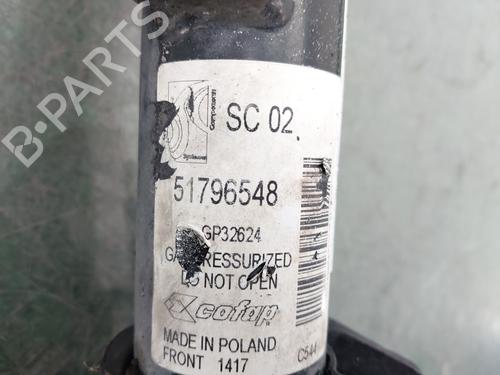 SC 02
51796548
GP32624
GAS PRESSURIZED
DO NOT OPEN
cofap
MADE IN POLAND
FRONT 1417
C544
B-PARTS